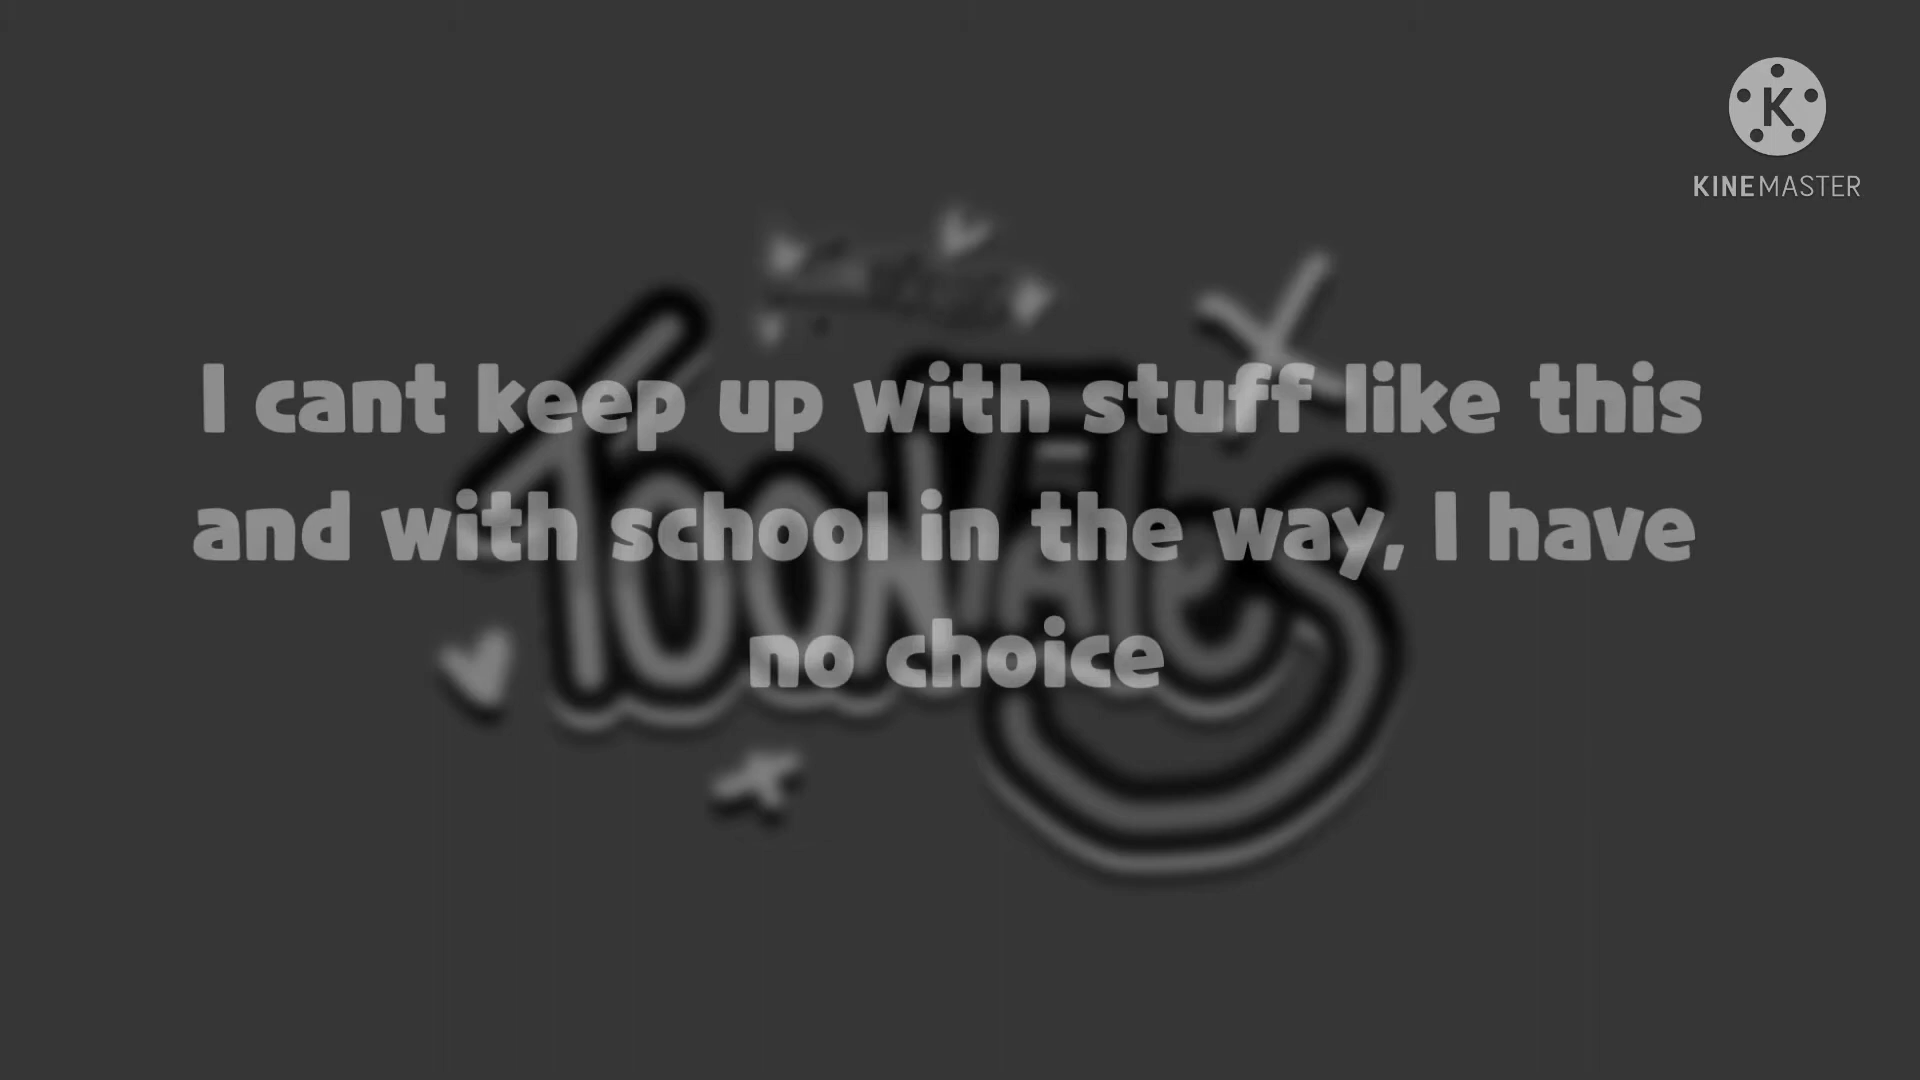 KINEMASTER
I cant keep up with stuff like this
and with school in the way, I have
no choice